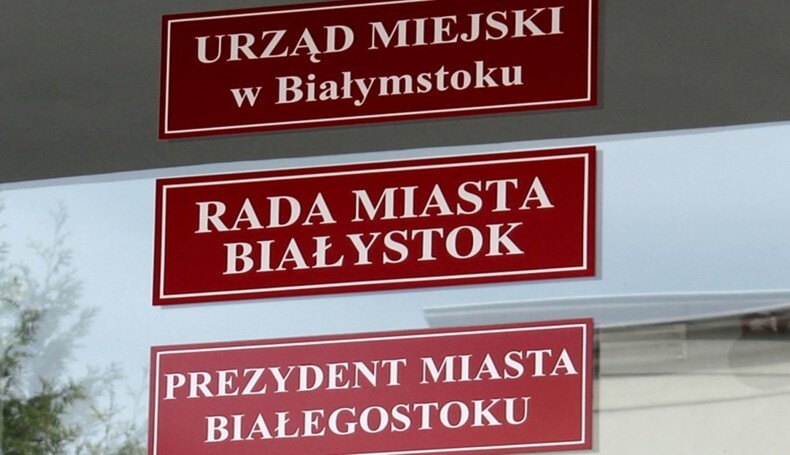 URZĄD MIEJSKI
w Białymstoku
RADA MIASTA
BIAŁYSTOK
PREZYDENT MIASTA
BIAŁEGOSTOKU